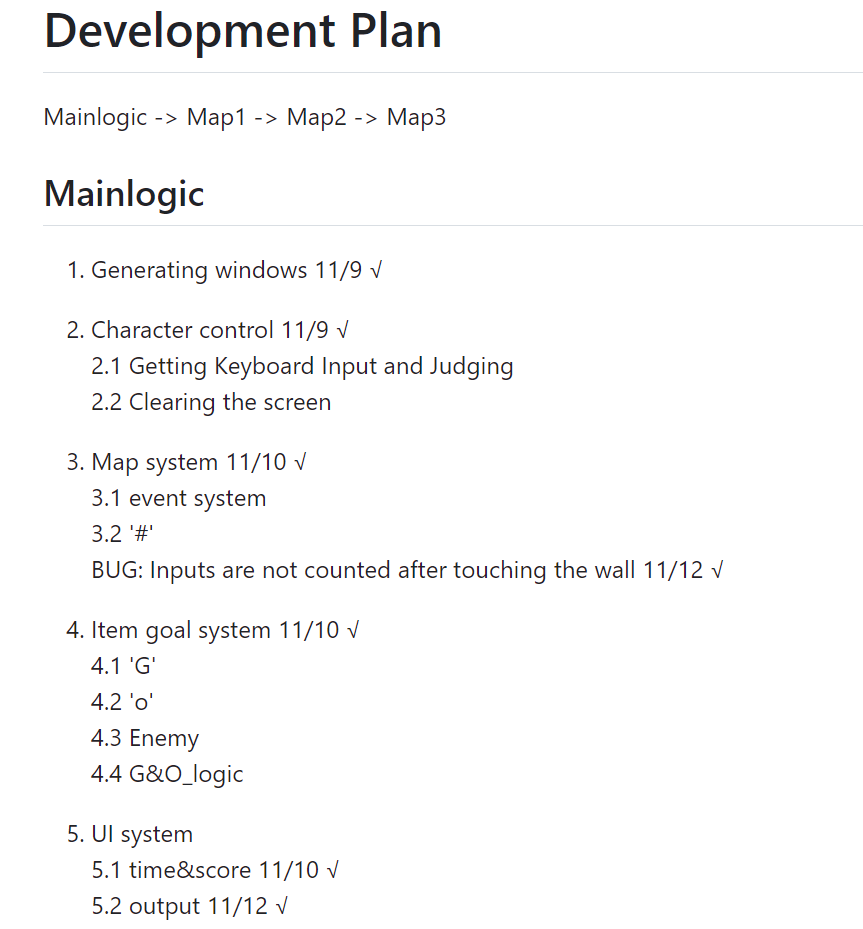 Development Plan
Mainlogic -> Map1 -> Map2 -> Map3
Mainlogic
1. Generating windows 11/9 √
2. Character control 11/9 √
2.1 Getting Keyboard Input and Judging
2.2 Clearing the screen
3. Map system 11/10 √
3.1 event system
3.2 '#'
BUG: Inputs are not counted after touching the wall 11/12 √
4. Item goal system 11/10 √
4.1 'G'
4.2 'o'
4.3 Enemy
4.4 G&O_logic
5. UI system
5.1 time&score 11/10 √
5.2 output 11/12 √